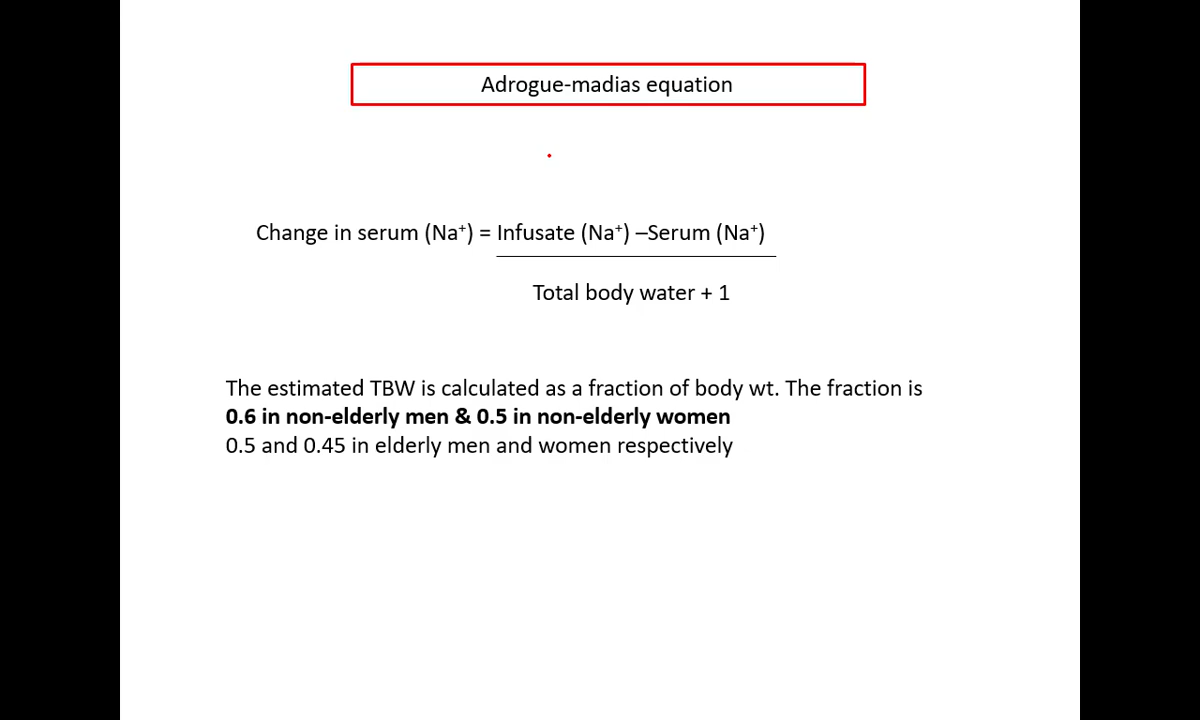 Adrogue-madias equation
Change in serum (Na⁺) = Infusate (Na⁺) –Serum (Na⁺)
Total body water + 1
The estimated TBW is calculated as a fraction of body wt. The fraction is
0.6 in non-elderly men & 0.5 in non-elderly women
0.5 and 0.45 in elderly men and women respectively